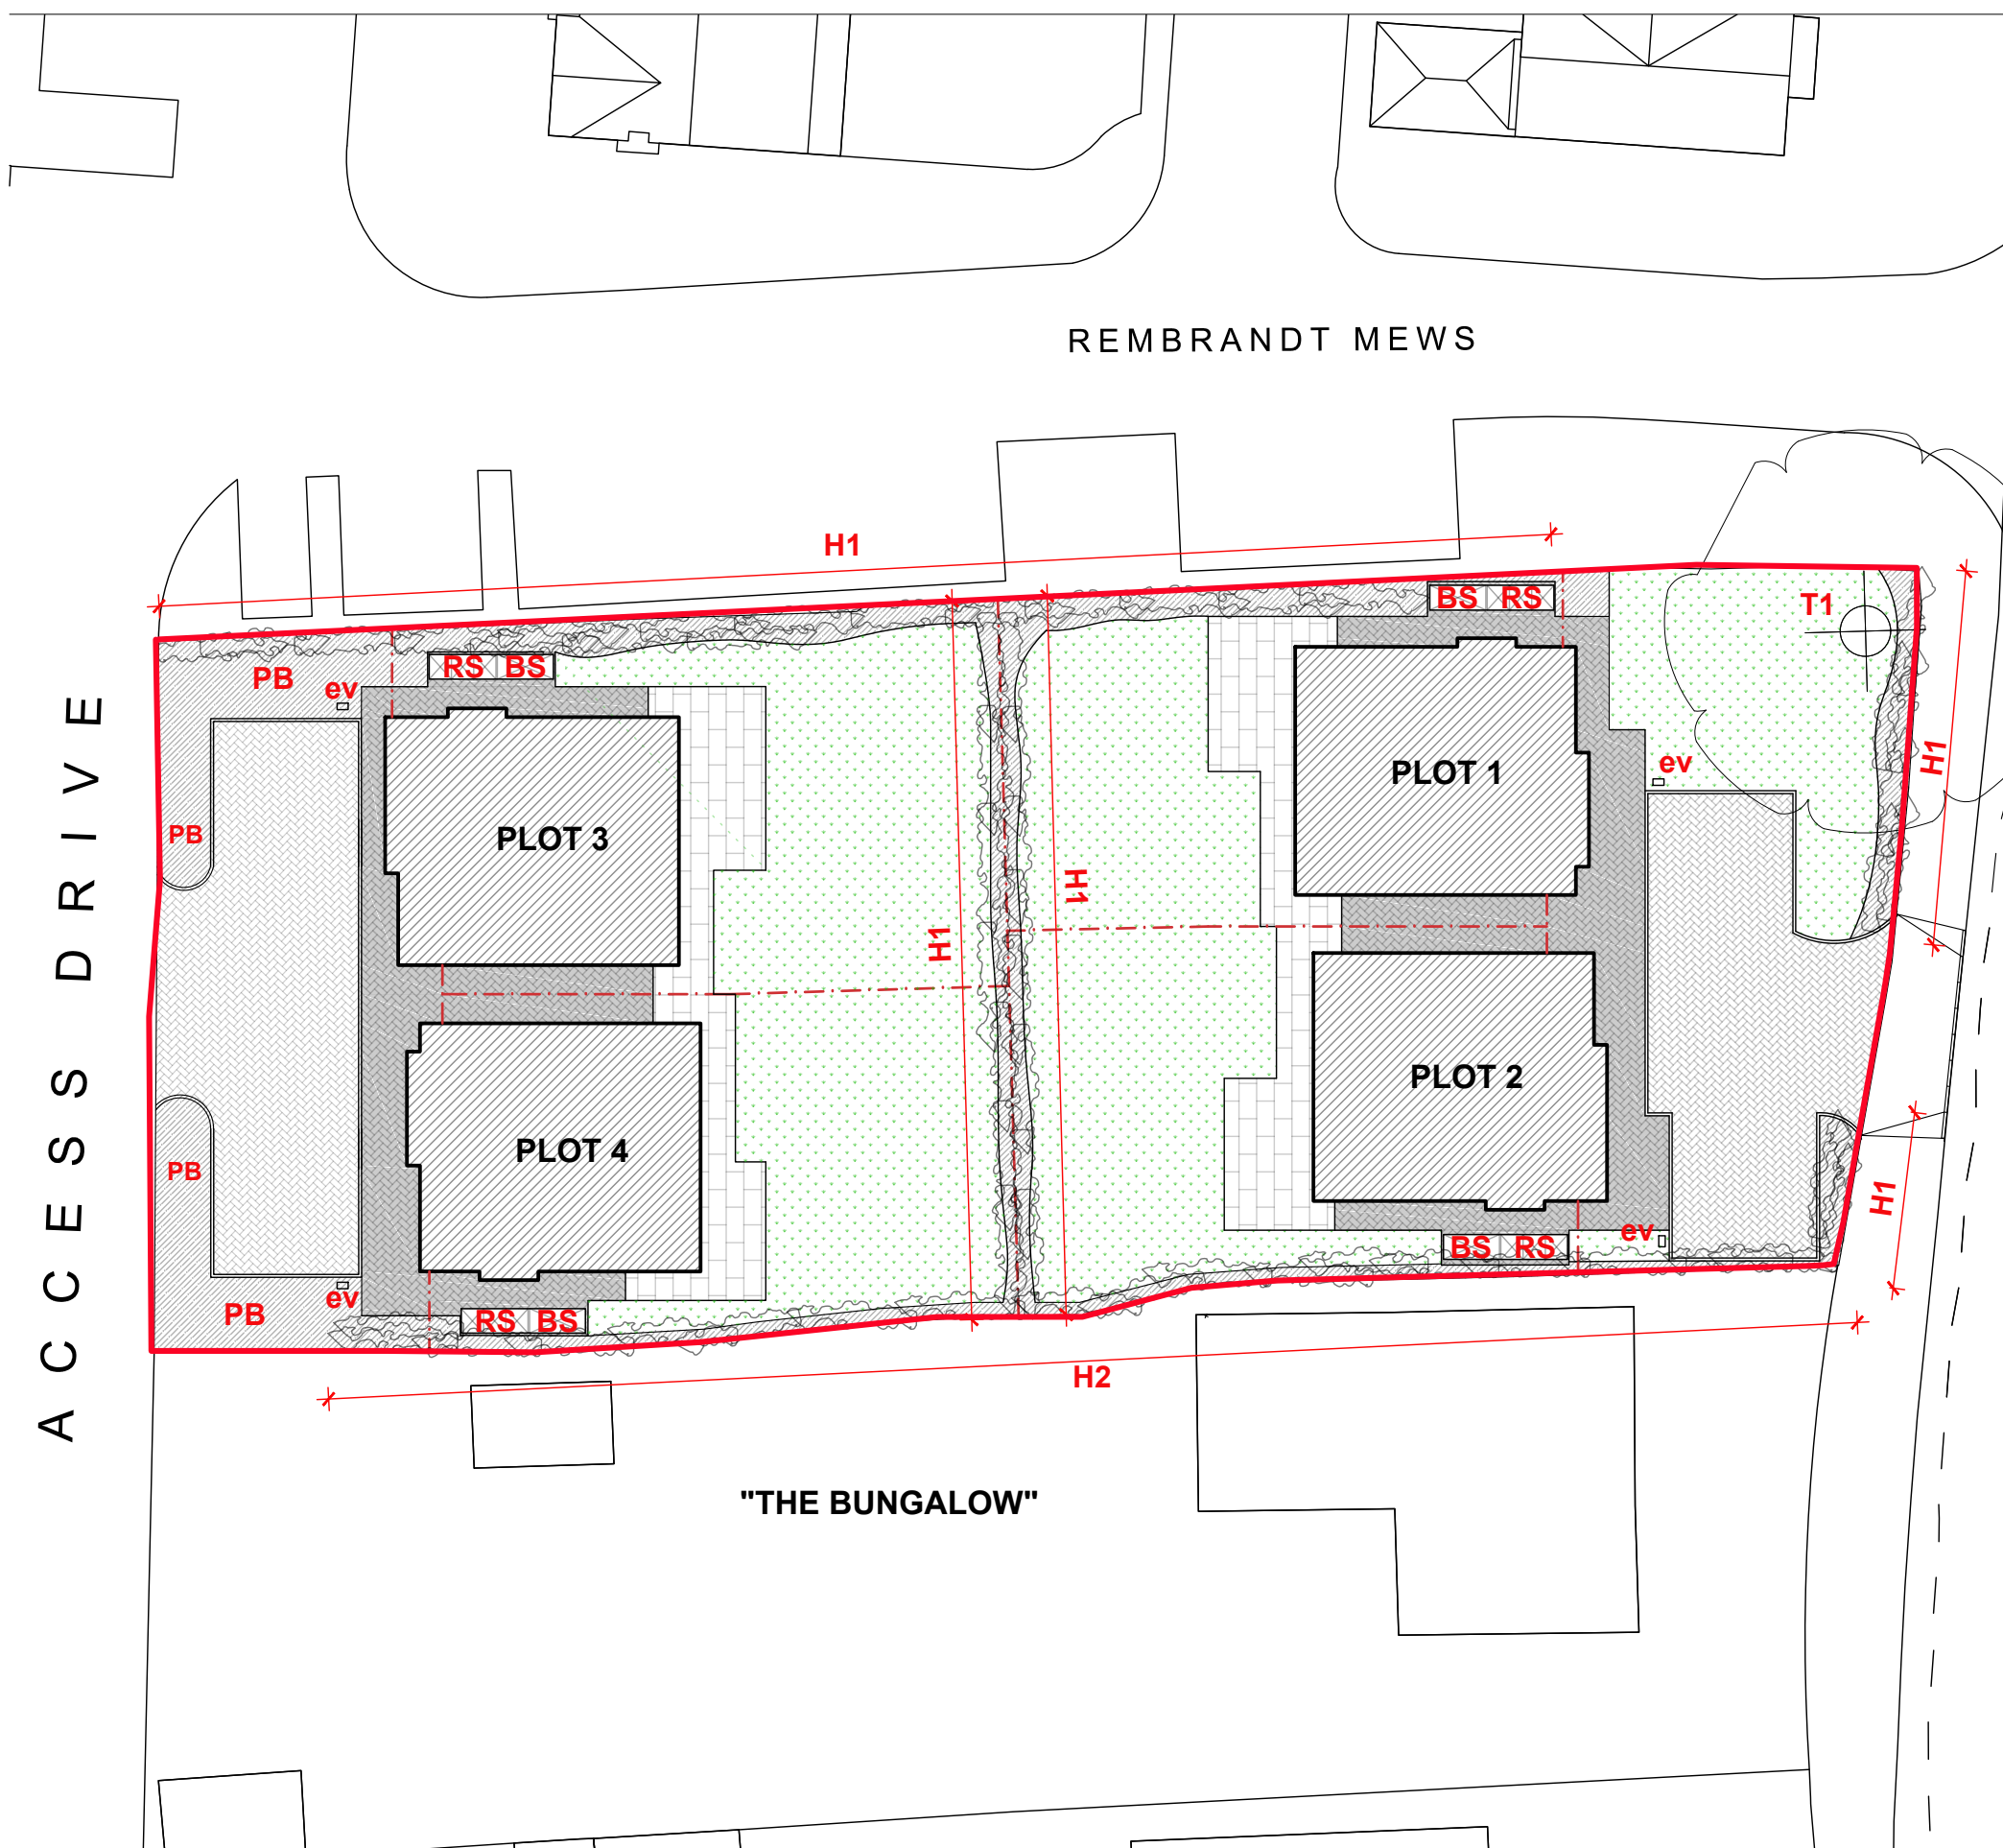 REMBRANDT MEWS
H1
BS RS
T1
RS BS
PB
ev
ACCESS DRIVE
H1
ev
PLOT 1
PLOT 3
PB
H1
H1
PLOT 2
PLOT 4
PB
H1
ev
BS RS
ev
PB
RS BS
H2
"THE BUNGALOW"